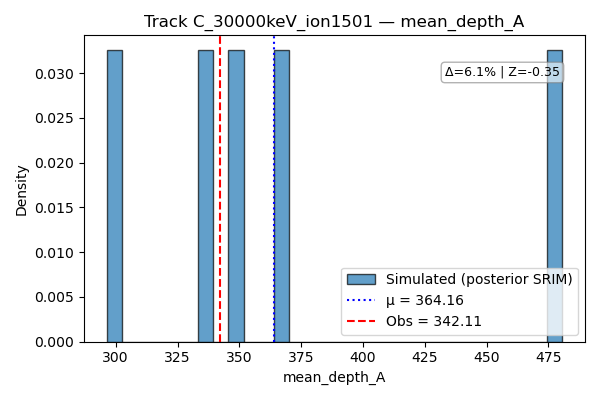 Track C_30000keV_ion1501 — mean_depth_A
Δ=6.1% | Z=-0.35
Density
0.030
0.025
0.020
0.015
0.010
0.005
0.000
Simulated (posterior SRIM)
μ = 364.16
Obs = 342.11
300
325
350
375
400
425
450
475
mean_depth_A